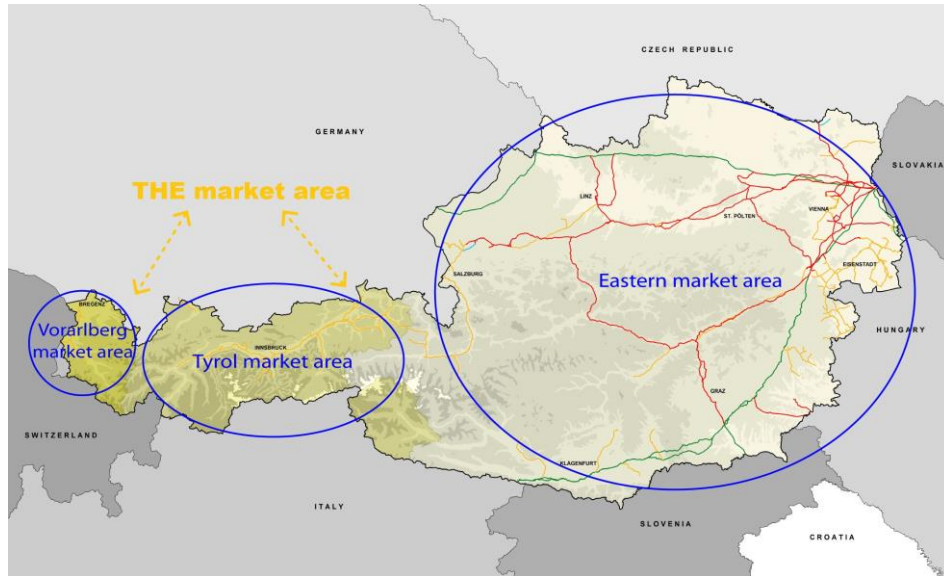 CZECH REPUBLIC
GERMANY
SLOVAKIA
THE market area
LINZ
VIENNA
ST. PÖLTEN
EISENSTADT
SALZBURG
Eastern market area
BREGENZ
Vorarlberg
market area
INNSBRUCK
Tyrol market area
HUNGARY
GRAZ
SWITZERLAND
KLAGENFURT
ITALY
SLOVENIA
CROATIA